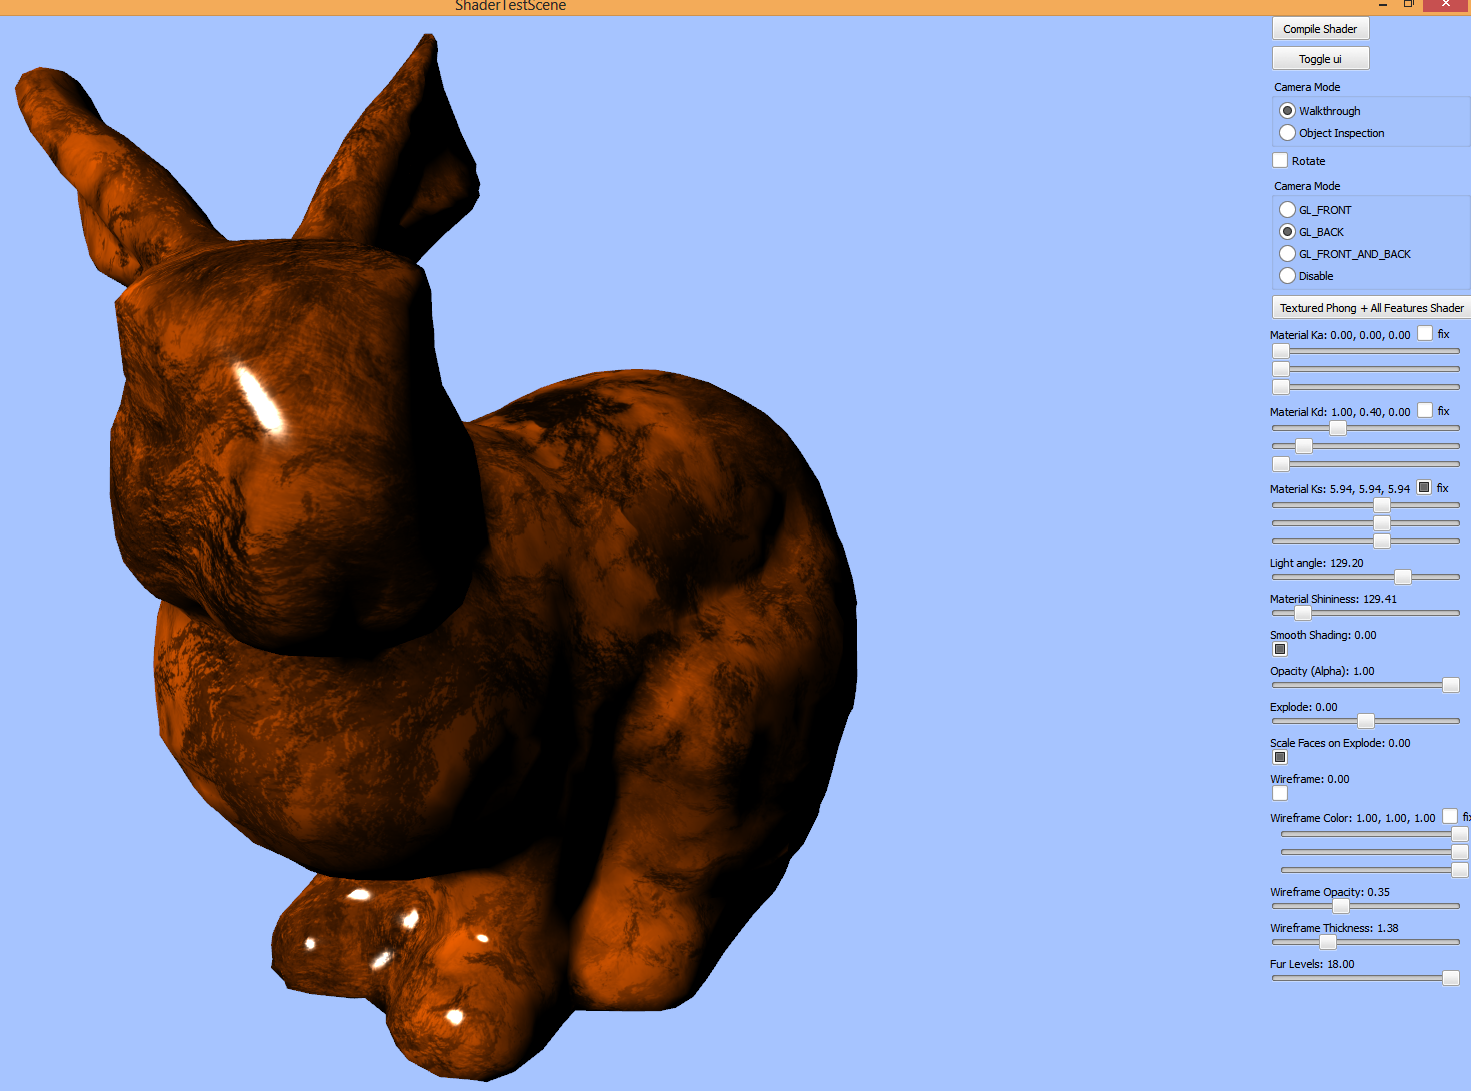 ShaderTestScene
Compile Shader
Toggle ui
Camera Mode
Walkthrough
Object Inspection
Rotate
Camera Mode
GL_FRONT
GL_BACK
GL_FRONT_AND_BACK
Disable
Textured Phong + All Features Shader
Material Ka: 0.00, 0.00, 0.00 fix
Material Kd: 1.00, 0.40, 0.00 fix
Material Ks: 5.94, 5.94, 5.94 fix
Light angle: 129.20
Material Shininess: 129.41
Smooth Shading: 0.00
Opacity (Alpha): 1.00
Explode: 0.00
Scale Faces on Explode: 0.00
Wireframe: 0.00
Wireframe Color: 1.00, 1.00, 1.00 fix
Wireframe Opacity: 0.35
Wireframe Thickness: 1.38
Fur Levels: 18.00